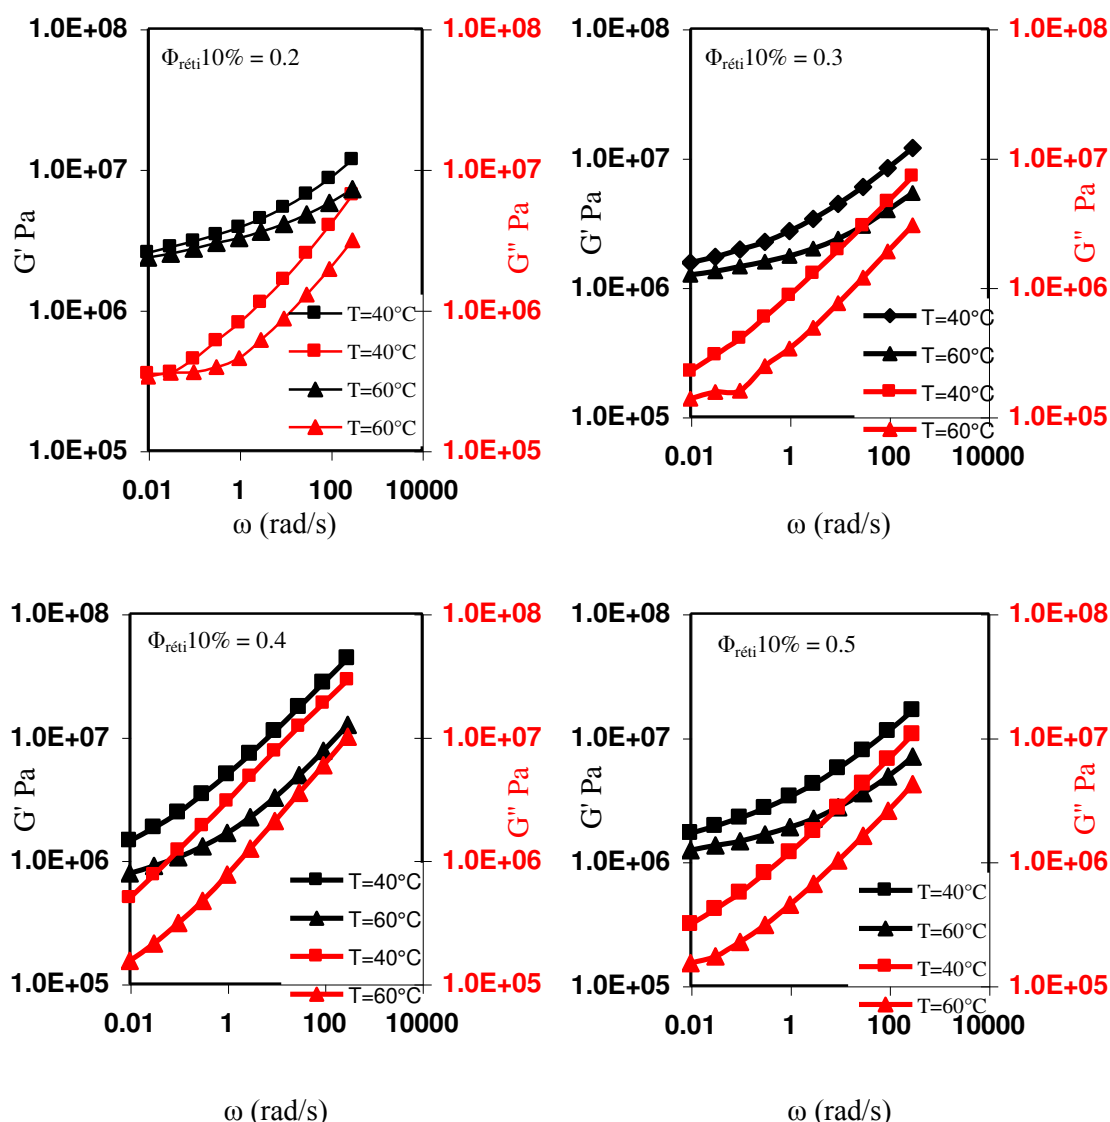 1.0E+08
1.0E+07
1.0E+06
1.0E+05
G' Pa
Φréti10% = 0.2
1.0E+08
1.0E+07
1.0E+06
1.0E+05
G'' Pa
T=40°C
T=40°C
T=60°C
T=60°C
0.01 1 100 10000
ω (rad/s)
1.0E+08
1.0E+07
1.0E+06
1.0E+05
G' Pa
Φréti10% = 0.3
1.0E+08
1.0E+07
1.0E+06
1.0E+05
G'' Pa
T=40°C
T=60°C
T=40°C
T=60°C
0.01 1 100 10000
ω (rad/s)
1.0E+08
1.0E+07
1.0E+06
1.0E+05
G' Pa
Φréti10% = 0.4
1.0E+08
1.0E+07
1.0E+06
1.0E+05
G'' Pa
T=40°C
T=60°C
T=40°C
T=60°C
0.01 1 100 10000
ω (rad/s)
1.0E+08
1.0E+07
1.0E+06
1.0E+05
G' Pa
Φréti10% = 0.5
1.0E+08
1.0E+07
1.0E+06
1.0E+05
G'' Pa
T=40°C
T=60°C
T=40°C
T=60°C
0.01 1 100 10000
ω (rad/s)